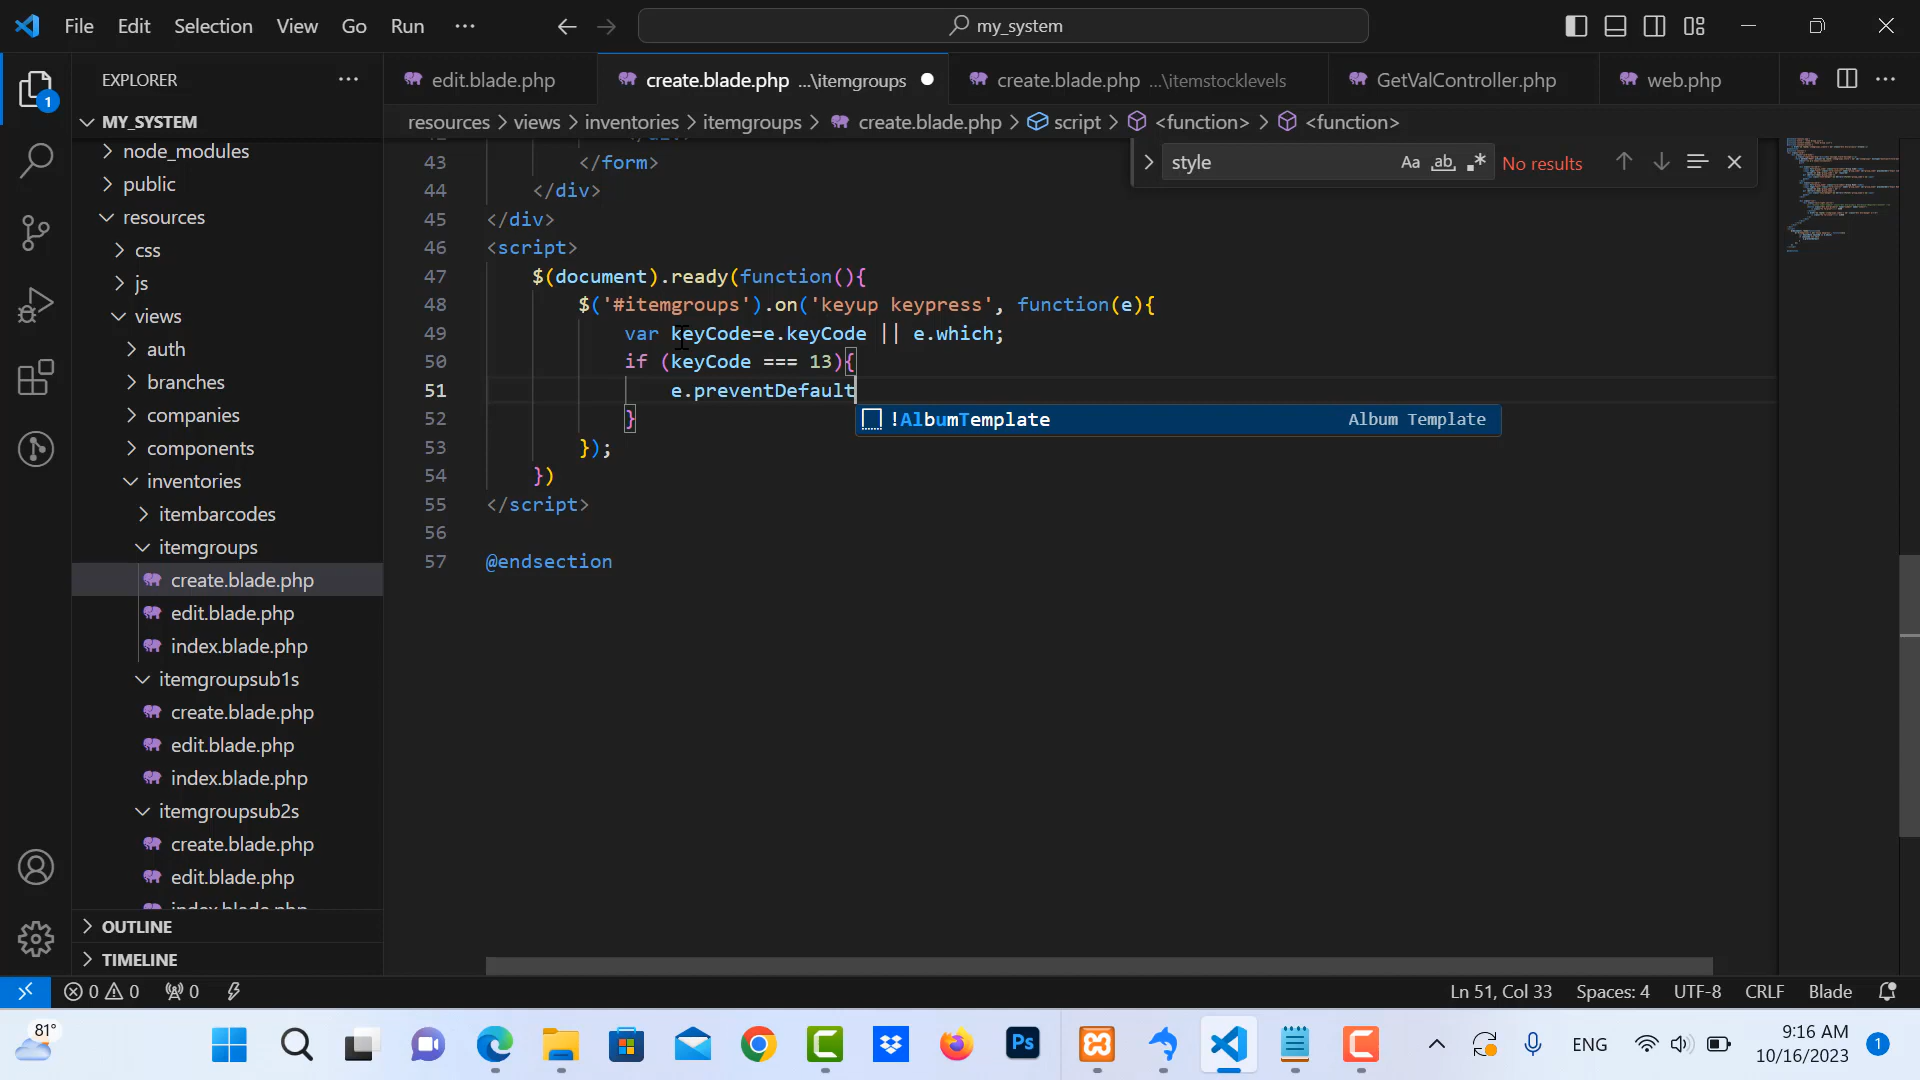 File Edit Selection View Go Run ··· my_system
EXPLORER ···
edit.blade.php create.blade.php ...\itemgroups create.blade.php ...\itemstocklevels GetValController.php web.php ···
resources > views > inventories > itemgroups > create.blade.php > script > <function> > <function>
1
MY_SYSTEM
node_modules
public
resources
css
js
views
auth
branches
companies
components
inventories
itembarcodes
itemgroups
create.blade.php
edit.blade.php
index.blade.php
itemgroupsub1s
create.blade.php
edit.blade.php
index.blade.php
itemgroupsub2s
create.blade.php
edit.blade.php
index.blade.php
OUTLINE
TIMELINE
style Aa ab No results
43 </form>
44 </div>
45 </div>
46 <script>
47 $(document).ready(function(){
48 $('#itemgroups').on('keyup keypress', function(e){
49 var keyCode=e.keyCode || e.which;
50 if (keyCode === 13){
51 e.preventDefault
!AlbumTemplate Album Template
52 }
53 });
54 })
55 </script>
56
57 @endsection
0 0 0 Ln 51, Col 33 Spaces: 4 UTF-8 CRLF Blade
81° Ps ENG 9:16 AM
10/16/2023 1